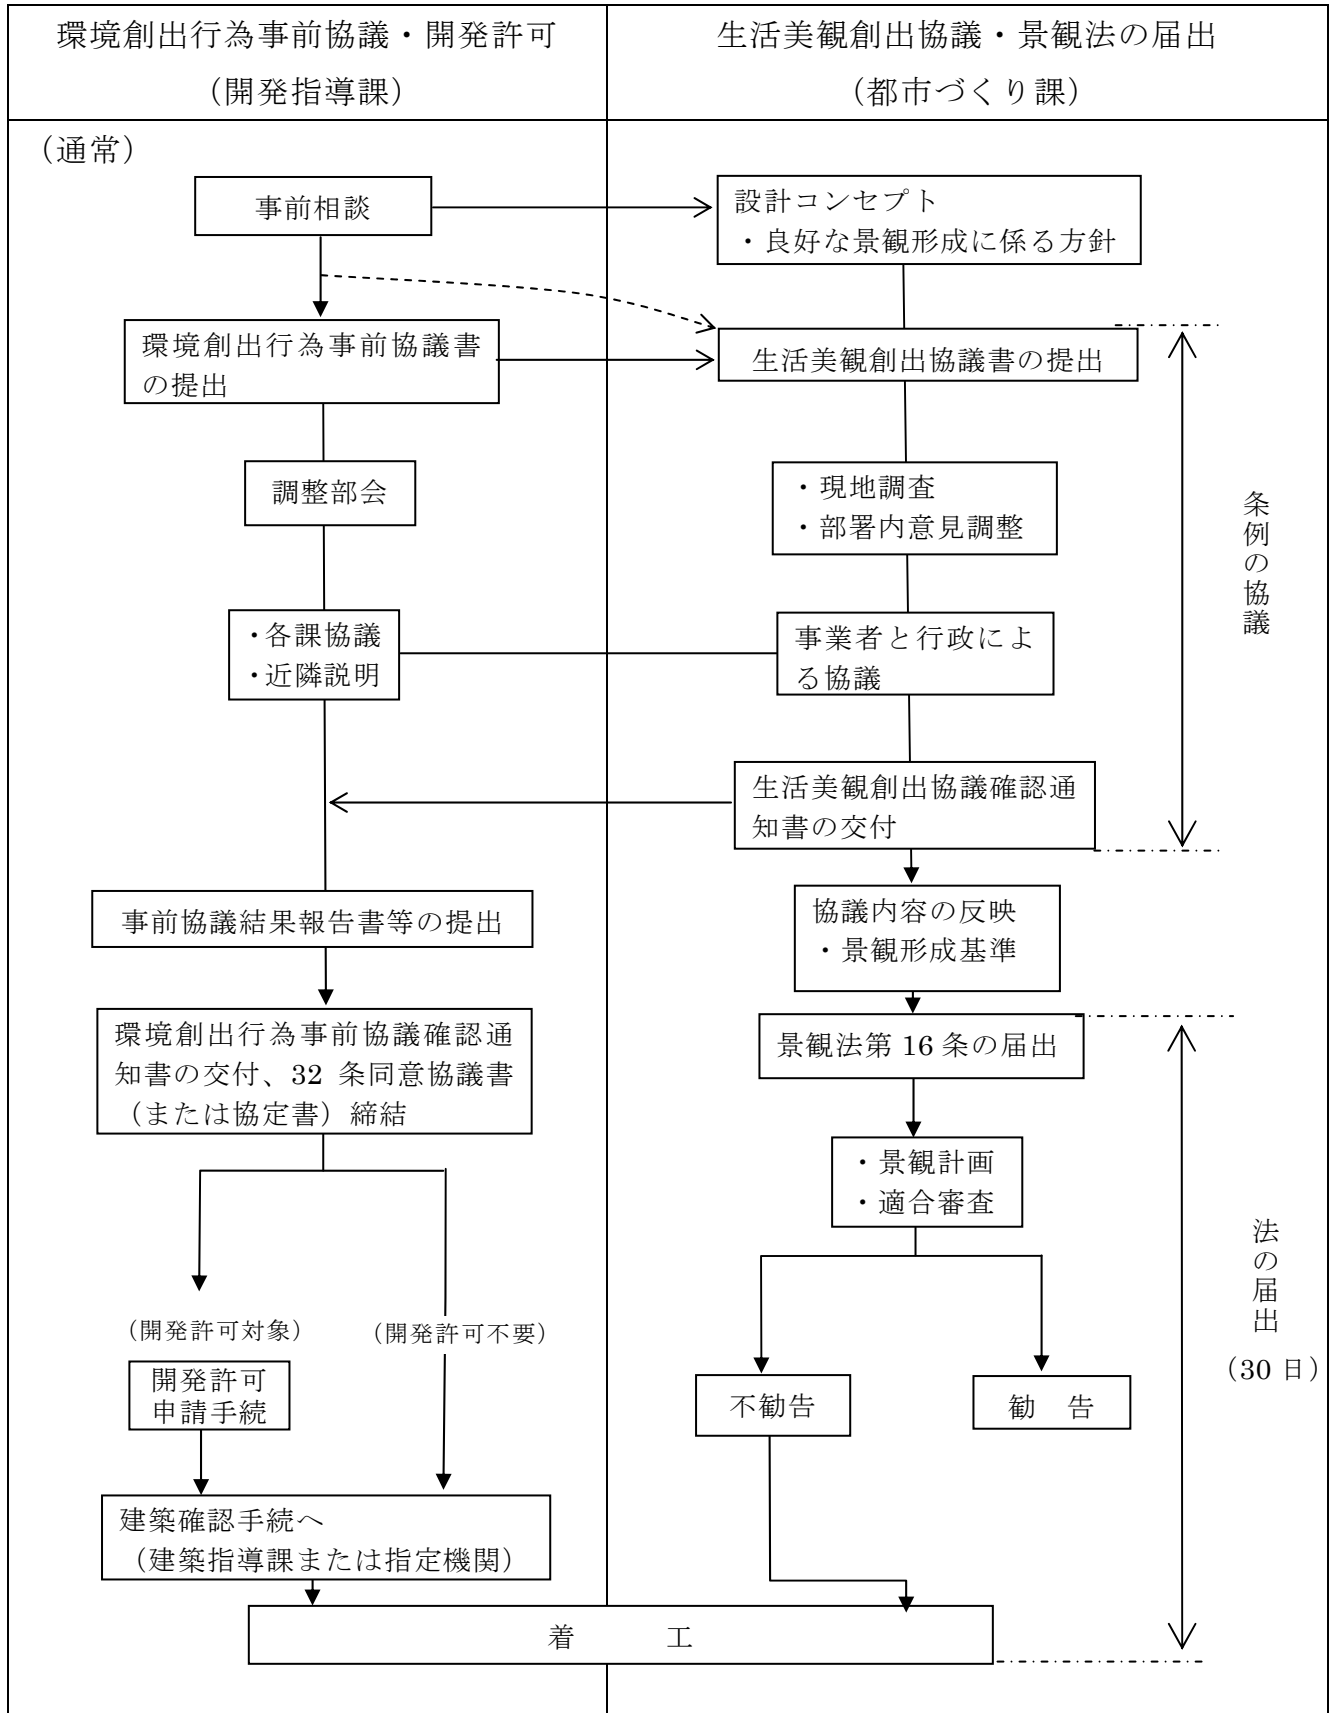 環境創出行為事前協議・開発許可
（開発指導課）
生活美観創出協議・景観法の届出
（都市づくり課）
（通常）
事前相談
設計コンセプト
・良好な景観形成に係る方針
環境創出行為事前協議書
の提出
生活美観創出協議書の提出
調整部会
・現地調査
・部署内意見調整
条例の協議
・各課協議
・近隣説明
事業者と行政によ
る協議
生活美観創出協議確認通
知書の交付
事前協議結果報告書等の提出
協議内容の反映
・景観形成基準
環境創出行為事前協議確認通
知書の交付、32 条同意協議書
（または協定書）締結
景観法第 16 条の届出
・景観計画
・適合審査
法の届出
（30 日）
（開発許可対象）
（開発許可不要）
開発許可
申請手続
不勧告
勧　告
建築確認手続へ
（建築指導課または指定機関）
着　　　工